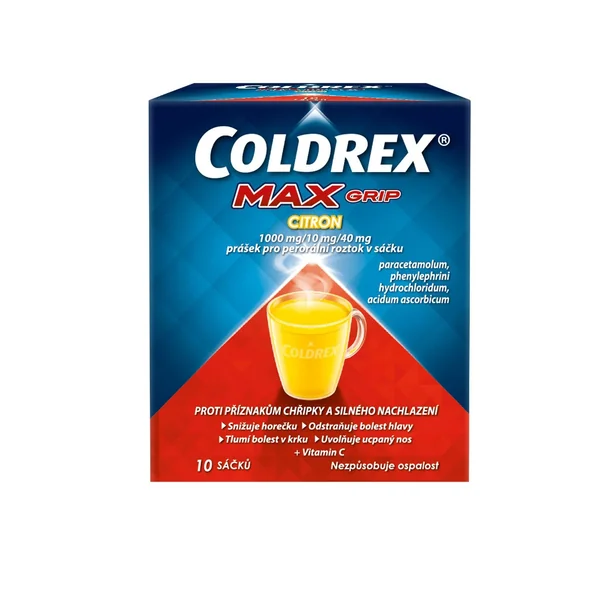 COLDREX®
MAX GRIP
CITRON
1000 mg/10 mg/40 mg
prášek pro perorální roztok v sáčku
paracetamolum,
phenylephrini
hydrochloridum,
acidum ascorbicum
COLDREX
PROTI PŘÍZNAKŮM CHŘIPKY A SILNÉHO NACHLAZENÍ
Snižuje horečku Odstraňuje bolest hlavy
Tlumí bolest v krku Uvolňuje ucpaný nos
+ Vitamin C
10 SÁČKŮ Nezpůsobuje ospalost